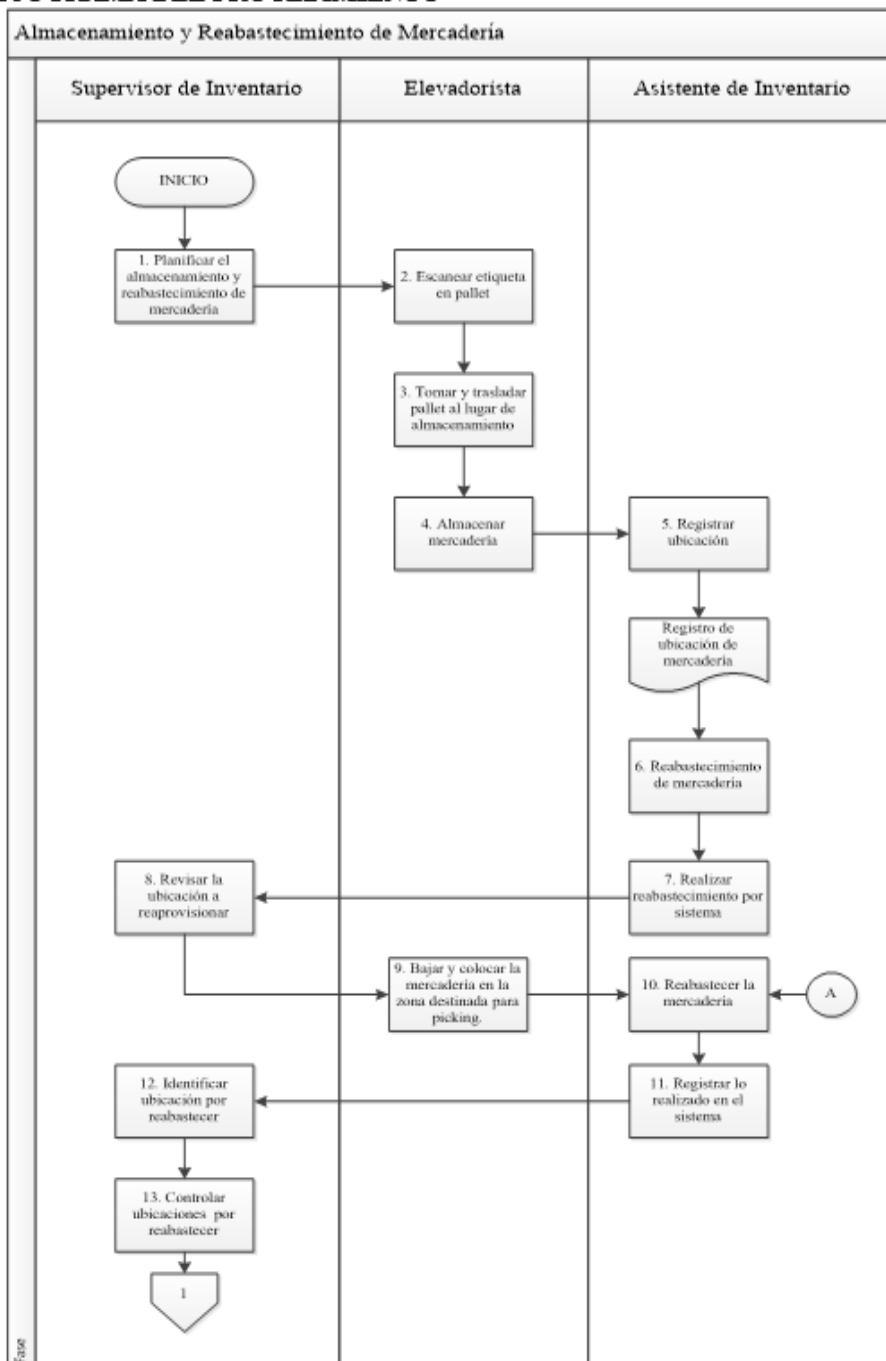 Almacenamiento y Reabastecimiento de Mercadería
Supervisor de Inventario
Elevadorista
Asistente de Inventario
INICIO
1. Planificar el
almacenamiento y
reabastecimiento de
mercadería
2. Escanear etiqueta
en pallet
3. Tomar y trasladar
pallet al lugar de
almacenamiento
4. Almacenar
mercadería
5. Registrar
ubicación
Registro de
ubicación de
mercadería
6. Reabastecimiento
de mercadería
7. Realizar
reabastecimiento por
sistema
8. Revisar la
ubicación a
reaprovisionar
9. Bajar y colocar la
mercadería en la
zona destinada para
picking.
10. Reabastecer la
mercadería
A
11. Registrar lo
realizado en el
sistema
12. Identificar
ubicación por
reabastecer
13. Controlar
ubicaciones por
reabastecer
1
Fase